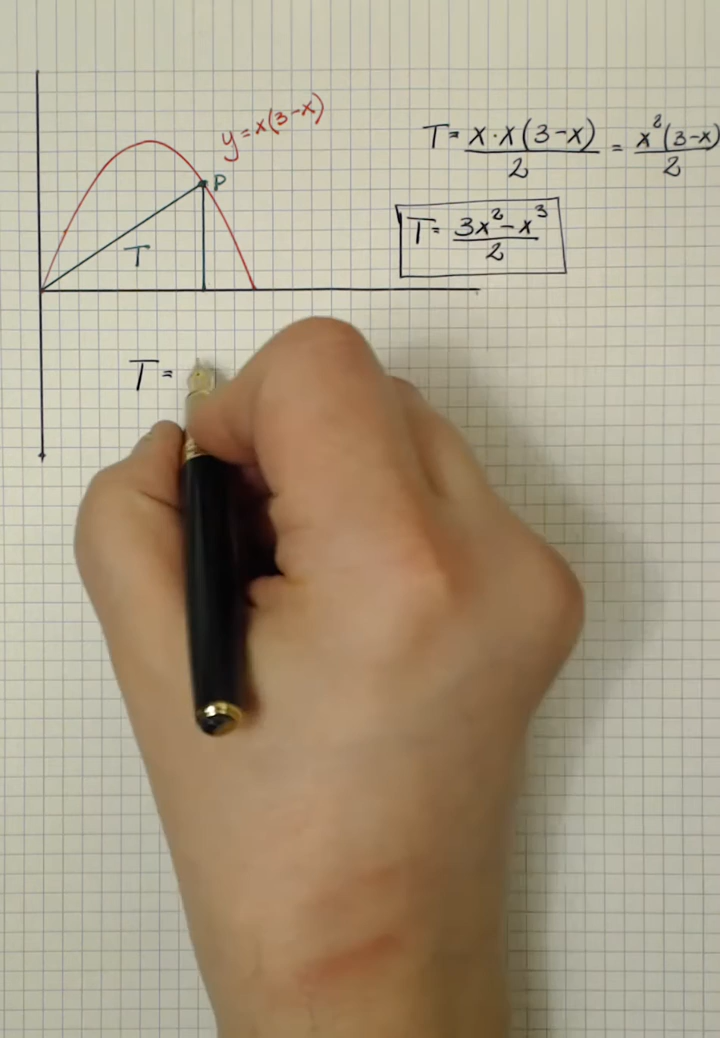 y=x(3-x)
P
T
T= x·x(3-x)/2 = x²(3-x)/2
T= 3x²-x³/2
T =